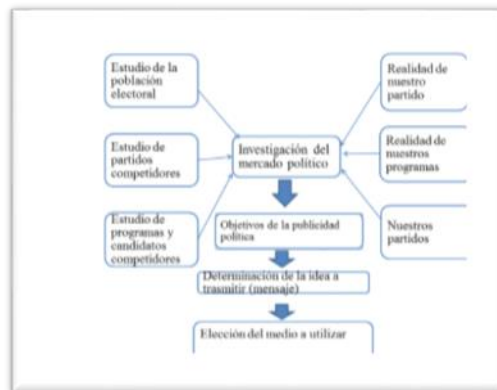 Estudio de la
población
electoral
Estudio de
partidos
competidores
Estudio de
programas y
candidatos
competidores
Investigación del
mercado político
Objetivos de la publicidad
política
Determinación de la idea a
trasmitir (mensaje)
Elección del medio a utilizar
Realidad de
nuestro
partido
Realidad de
nuestros
programas
Nuestros
partidos